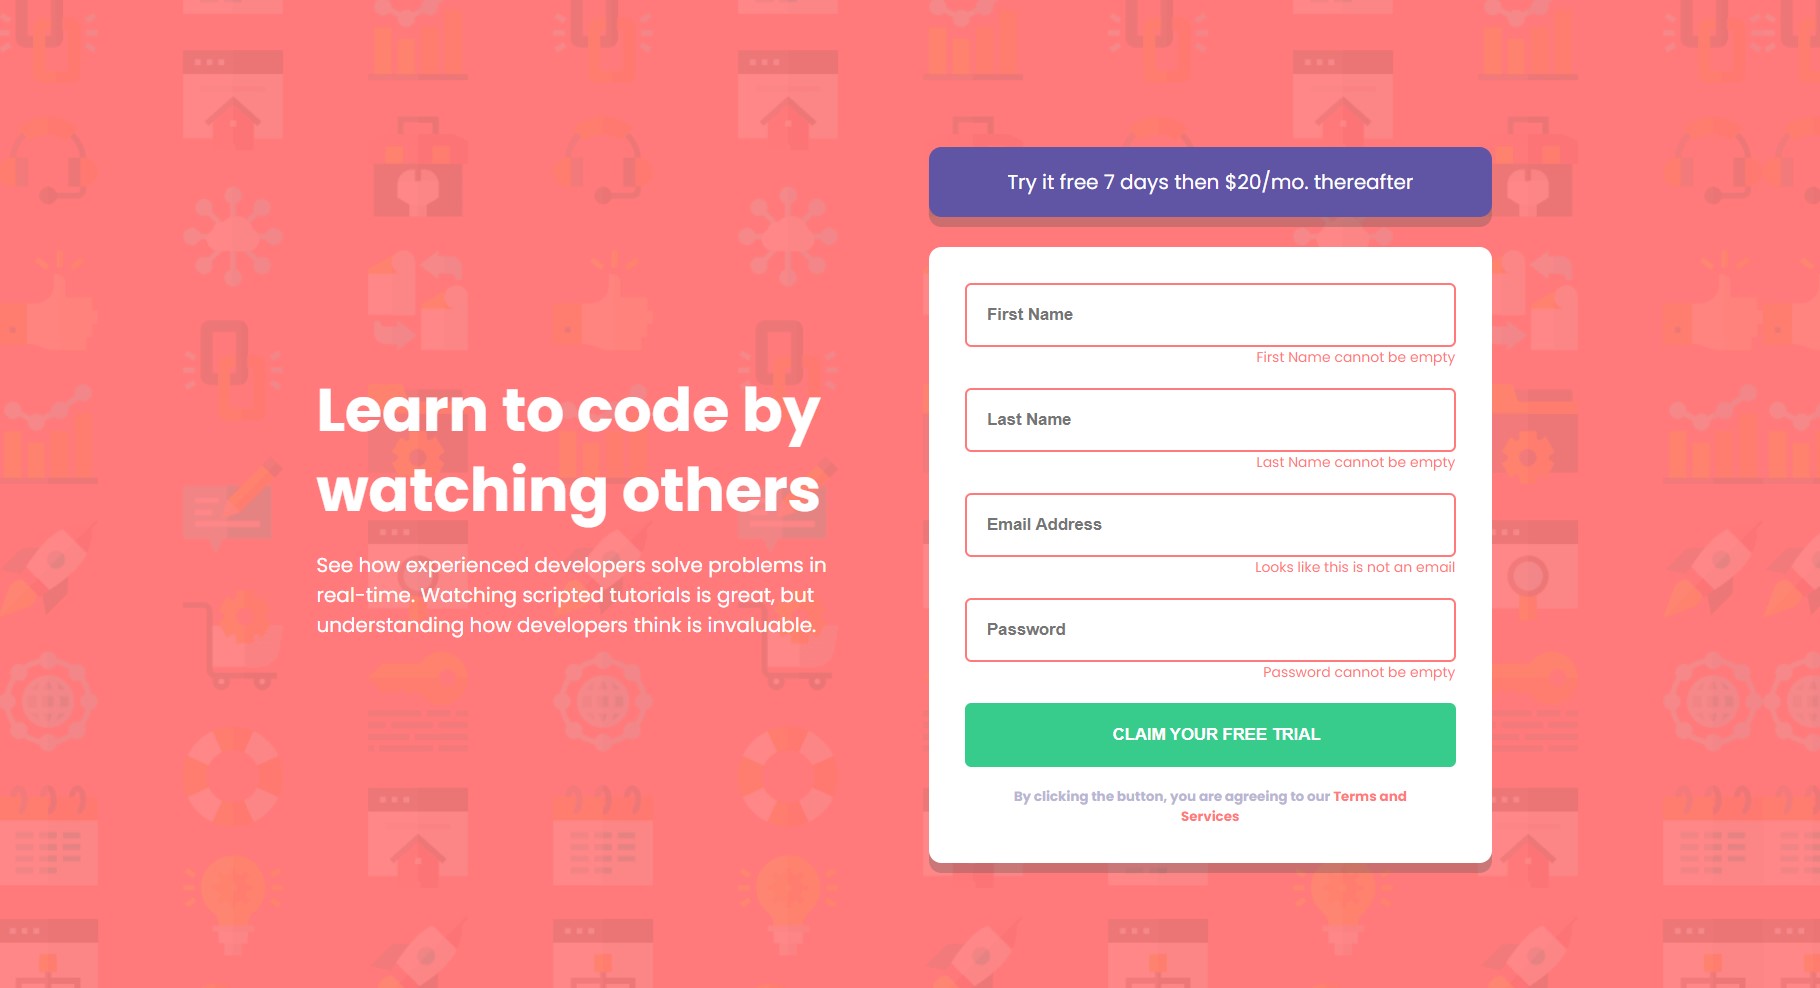 Learn to code by
watching others
See how experienced developers solve problems in
real-time. Watching scripted tutorials is great, but
understanding how developers think is invaluable.
Try it free 7 days then $20/mo. thereafter
First Name
First Name cannot be empty
Last Name
Last Name cannot be empty
Email Address
Looks like this is not an email
Password
Password cannot be empty
CLAIM YOUR FREE TRIAL
By clicking the button, you are agreeing to our Terms and
Services